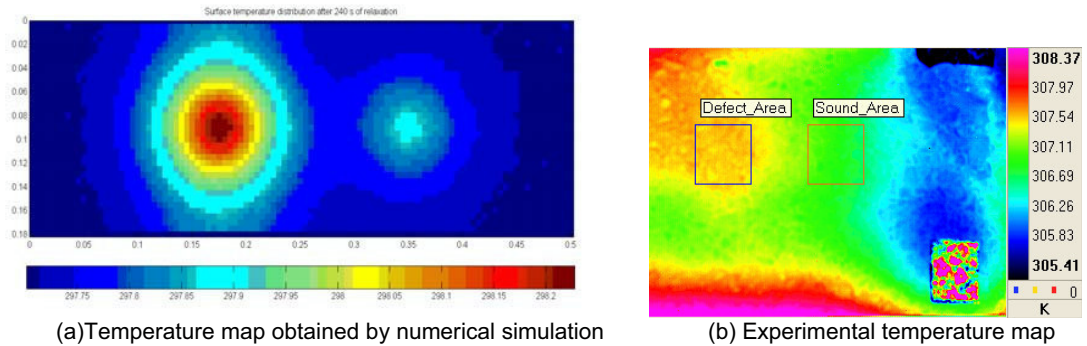 Surface temperature distribution after 240 s of relaxation
0
0.02
0.04
0.06
0.08
0.1
0.12
0.14
0.16
0.18
0 0.05 0.1 0.15 0.2 0.25 0.3 0.35 0.4 0.45 0.5
297.75 297.8 297.85 297.9 297.95 298 298.05 298.1 298.15 298.2
(a)Temperature map obtained by numerical simulation
Defect_Area Sound_Area
308.37
307.97
307.54
307.11
306.69
306.26
305.83
305.41
0
K
(b) Experimental temperature map